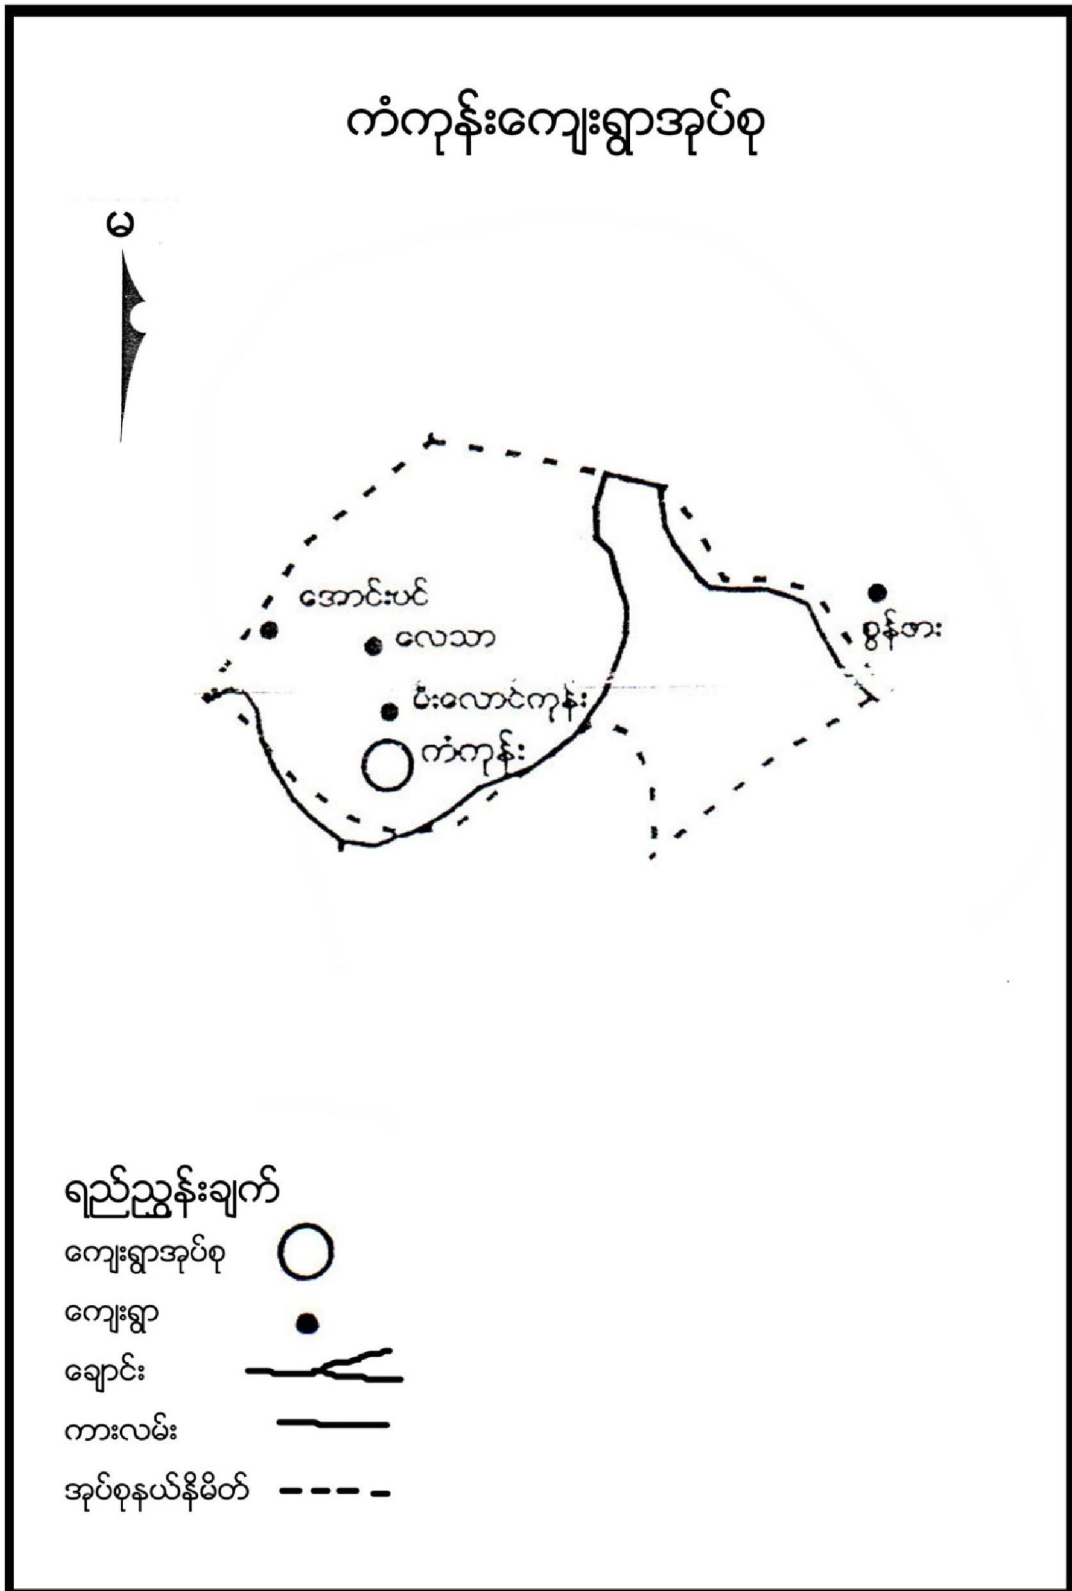 ကံကုန်းကျေးရွာအုပ်စု
မ
အောင်းပင်
လေသာ
မီးလောင်ကုန်း
ကံကုန်း
စွန်ဇား
ရည်ညွှန်းချက်
ကျေးရွာအုပ်စု
ကျေးရွာ
ချောင်း
ကားလမ်း
အုပ်စုနယ်နိမိတ်